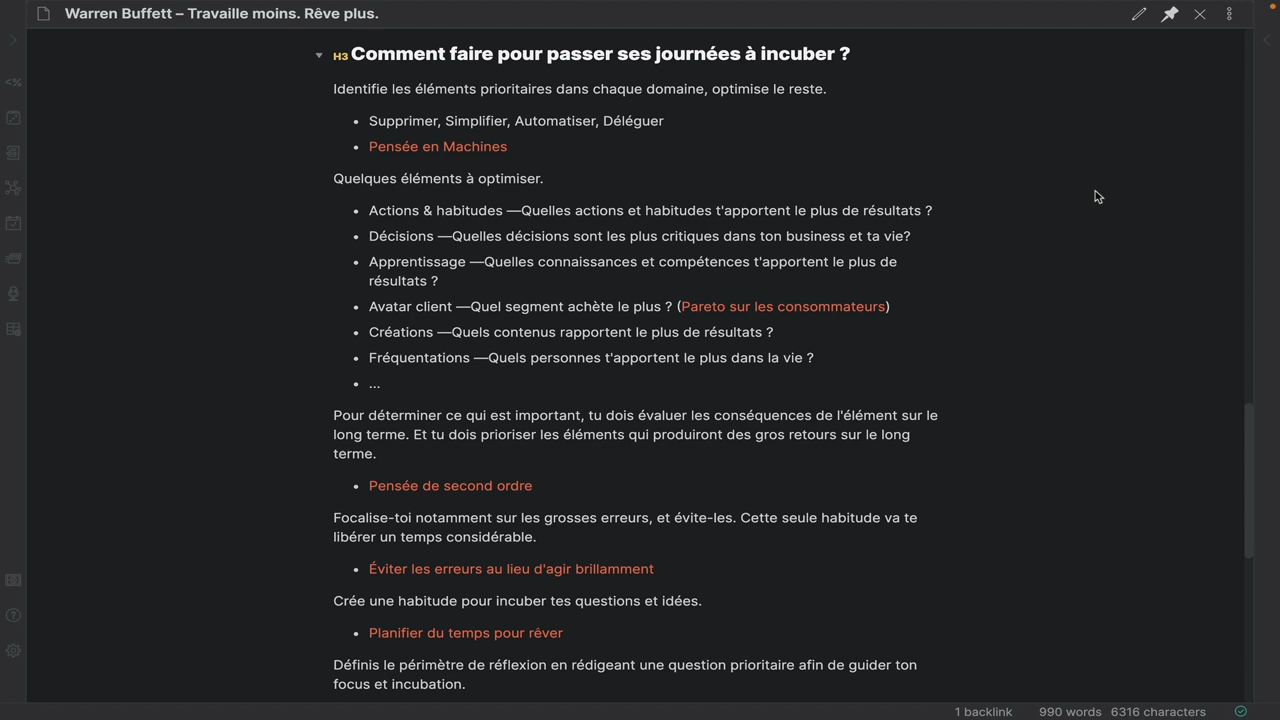 Warren Buffett – Travaille moins. Rêve plus.
H3 Comment faire pour passer ses journées à incuber ?
Identifie les éléments prioritaires dans chaque domaine, optimise le reste.
• Supprimer, Simplifier, Automatiser, Déléguer
• Pensée en Machines
Quelques éléments à optimiser.
• Actions & habitudes —Quelles actions et habitudes t'apportent le plus de résultats ?
• Décisions —Quelles décisions sont les plus critiques dans ton business et ta vie?
• Apprentissage —Quelles connaissances et compétences t'apportent le plus de
résultats ?
• Avatar client —Quel segment achète le plus ? (Pareto sur les consommateurs)
• Créations —Quels contenus rapportent le plus de résultats ?
• Fréquentations —Quels personnes t'apportent le plus dans la vie ?
• ...
Pour déterminer ce qui est important, tu dois évaluer les conséquences de l'élément sur le
long terme. Et tu dois prioriser les éléments qui produiront des gros retours sur le long
terme.
• Pensée de second ordre
Focalise-toi notamment sur les grosses erreurs, et évite-les. Cette seule habitude va te
libérer un temps considérable.
• Éviter les erreurs au lieu d'agir brillamment
Crée une habitude pour incuber tes questions et idées.
• Planifier du temps pour rêver
Définis le périmètre de réflexion en rédigeant une question prioritaire afin de guider ton
focus et incubation.
1 backlink 990 words 6316 characters